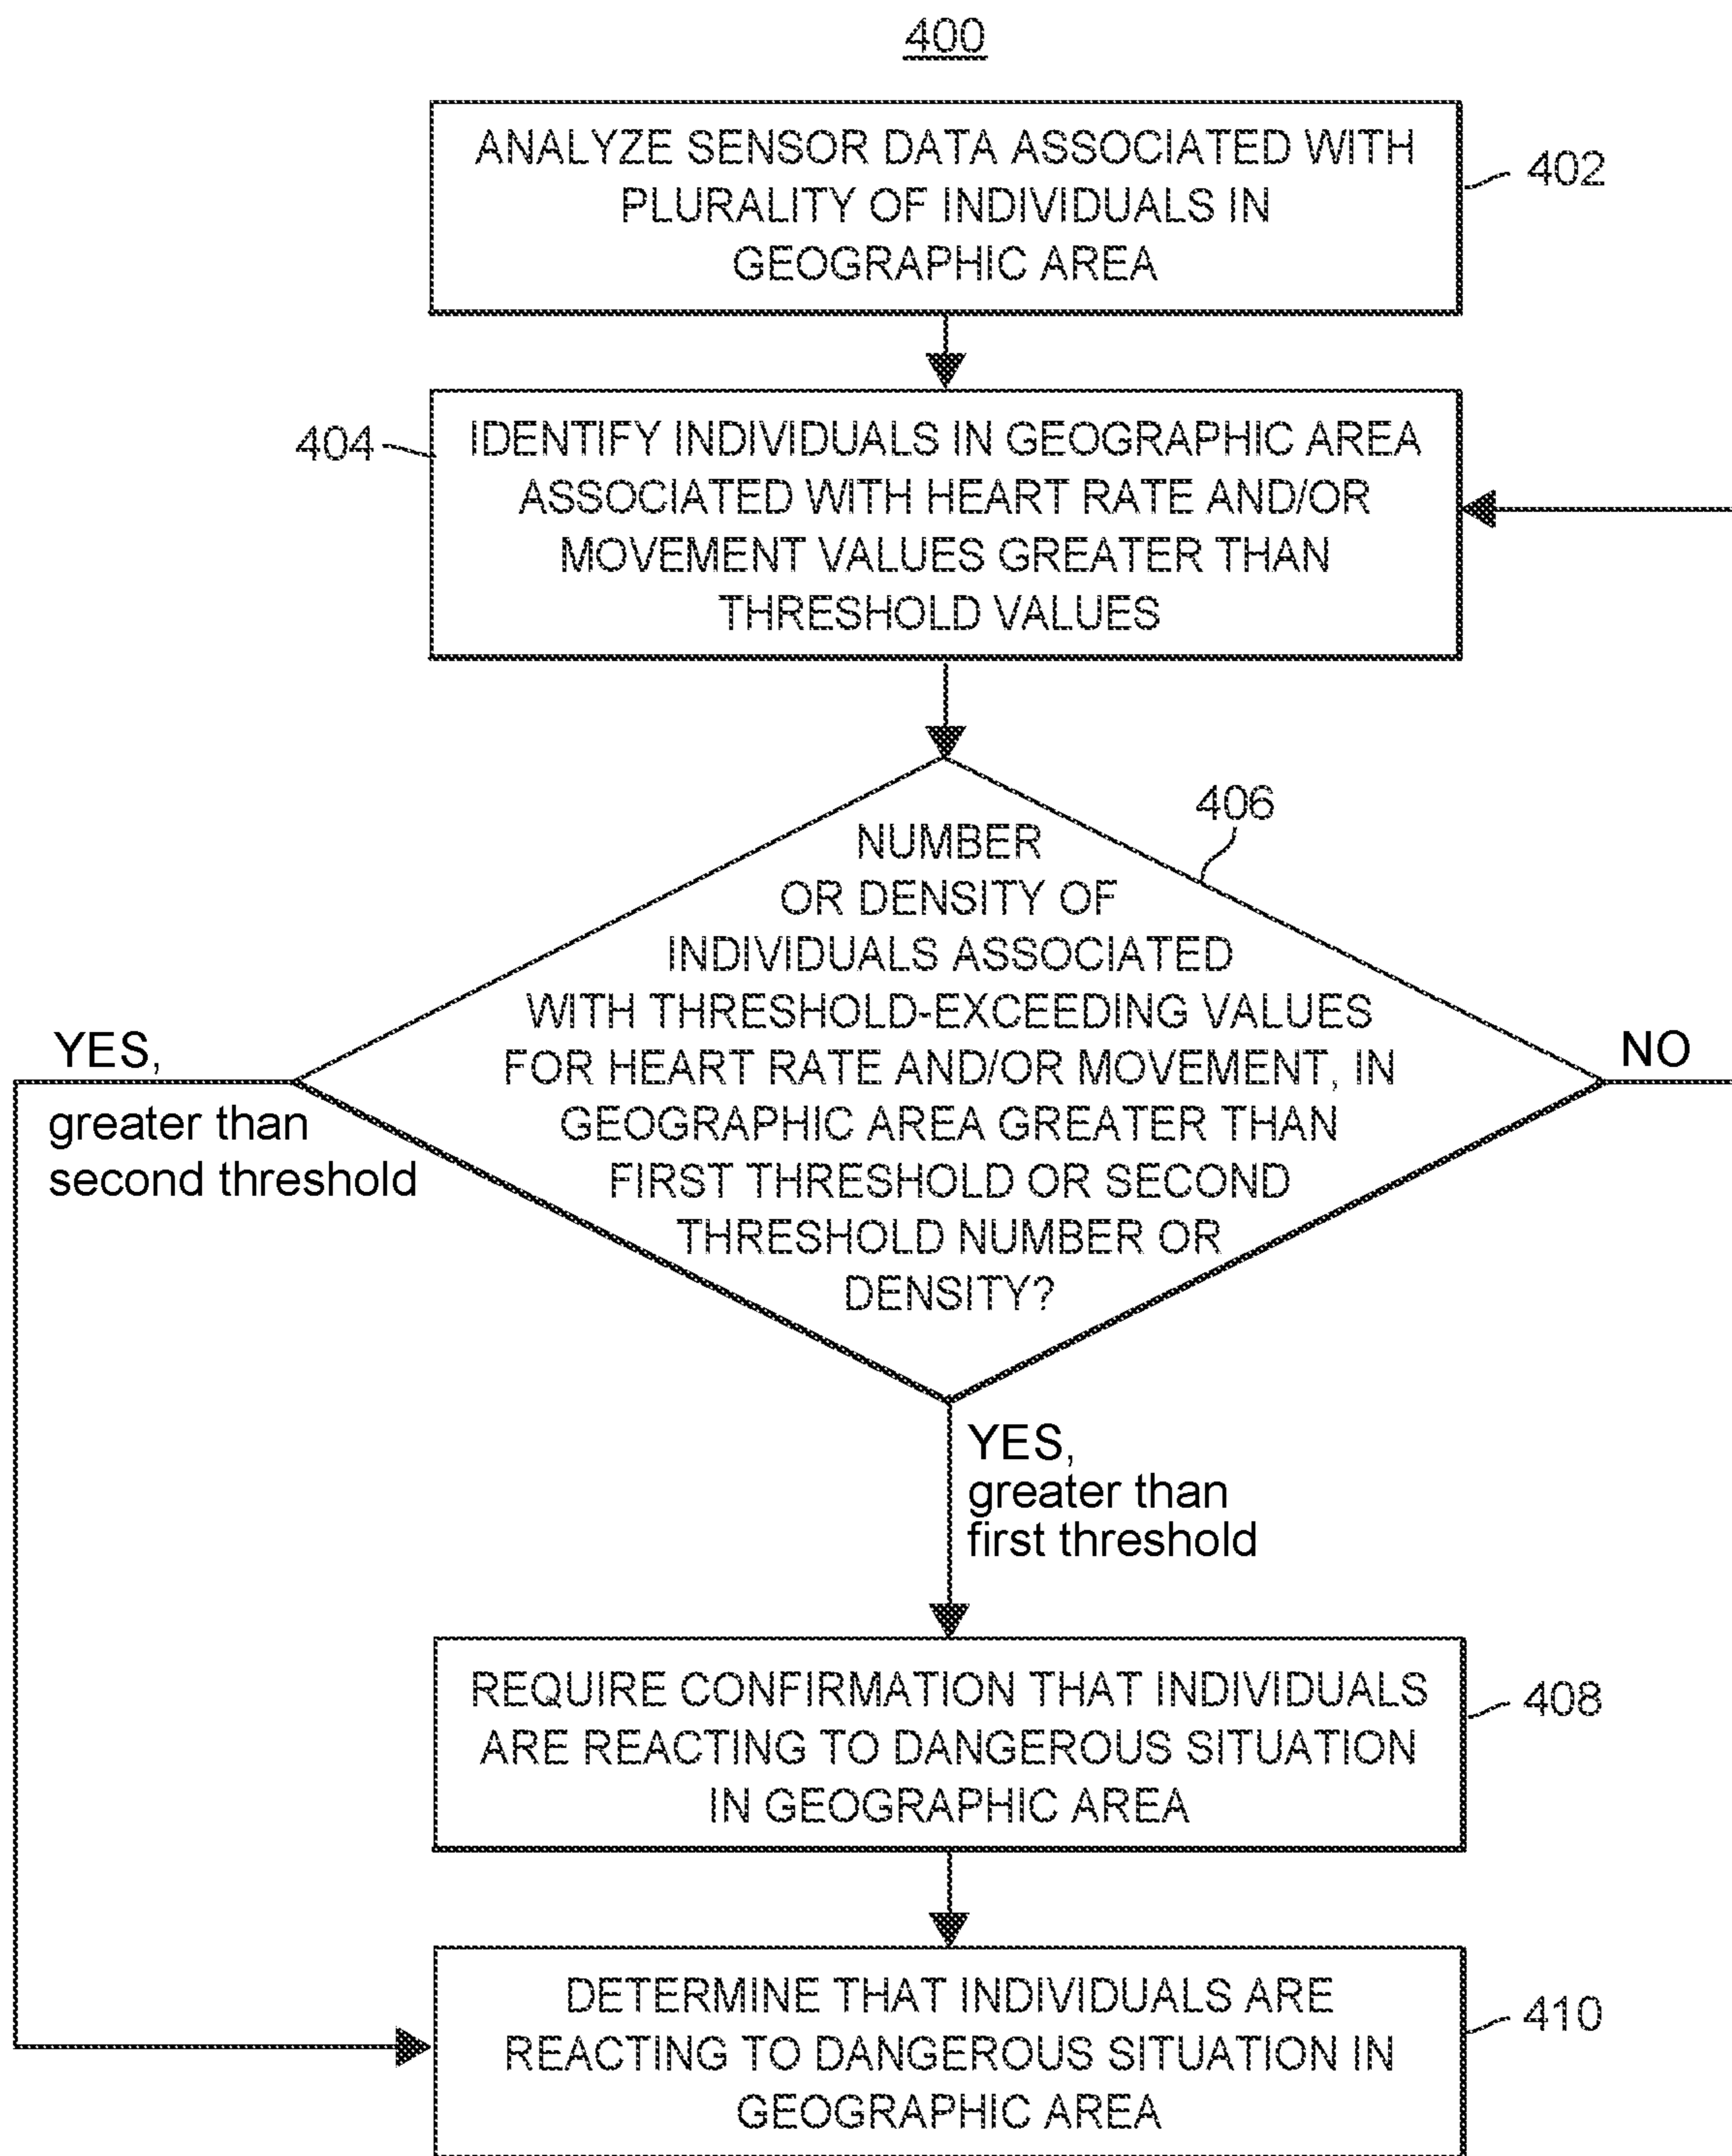 400
ANALYZE SENSOR DATA ASSOCIATED WITH
PLURALITY OF INDIVIDUALS IN
GEOGRAPHIC AREA
402
404
IDENTIFY INDIVIDUALS IN GEOGRAPHIC AREA
ASSOCIATED WITH HEART RATE AND/OR
MOVEMENT VALUES GREATER THAN
THRESHOLD VALUES
406
NUMBER
OR DENSITY OF
INDIVIDUALS ASSOCIATED
WITH THRESHOLD-EXCEEDING VALUES
FOR HEART RATE AND/OR MOVEMENT, IN
GEOGRAPHIC AREA GREATER THAN
FIRST THRESHOLD OR SECOND
THRESHOLD NUMBER OR
DENSITY?
YES,
greater than
second threshold
NO
YES,
greater than
first threshold
REQUIRE CONFIRMATION THAT INDIVIDUALS
ARE REACTING TO DANGEROUS SITUATION
IN GEOGRAPHIC AREA
408
DETERMINE THAT INDIVIDUALS ARE
REACTING TO DANGEROUS SITUATION IN
GEOGRAPHIC AREA
410